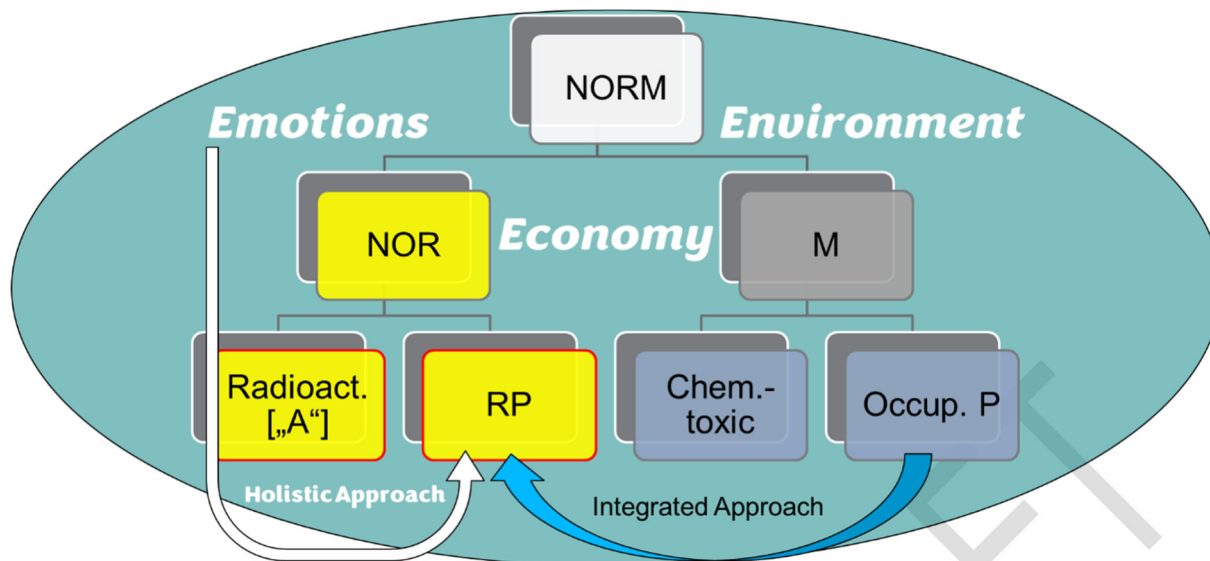 NORM
Emotions
Environment
NOR
Economy
M
Radioact.
[„A“]
RP
Chem.-
toxic
Occup. P
Holistic Approach
Integrated Approach